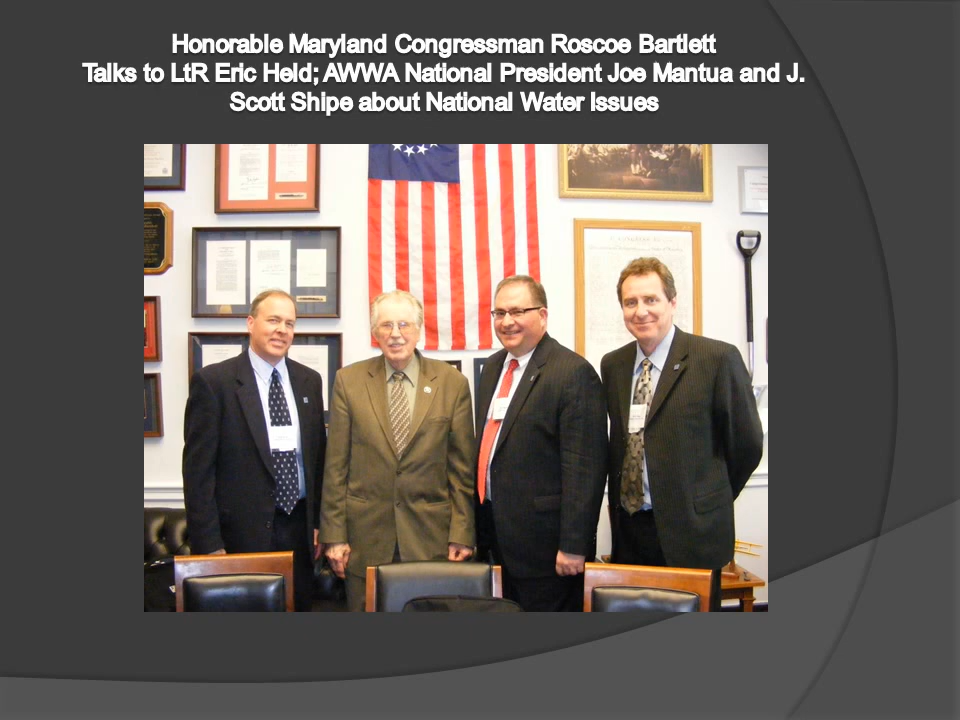 Honorable Maryland Congressman Roscoe Bartlett
Talks to LtR Eric Held; AWWA National President Joe Mantua and J.
Scott Shipe about National Water Issues